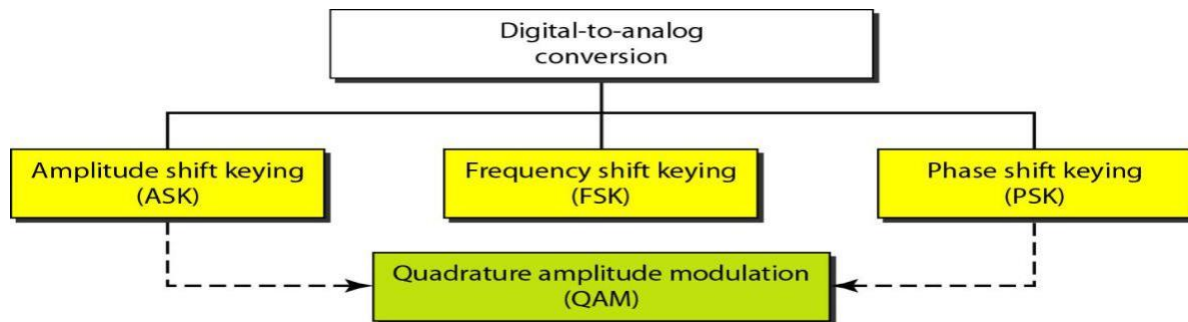 Digital-to-analog
conversion
Amplitude shift keying
(ASK)
Frequency shift keying
(FSK)
Phase shift keying
(PSK)
Quadrature amplitude modulation
(QAM)